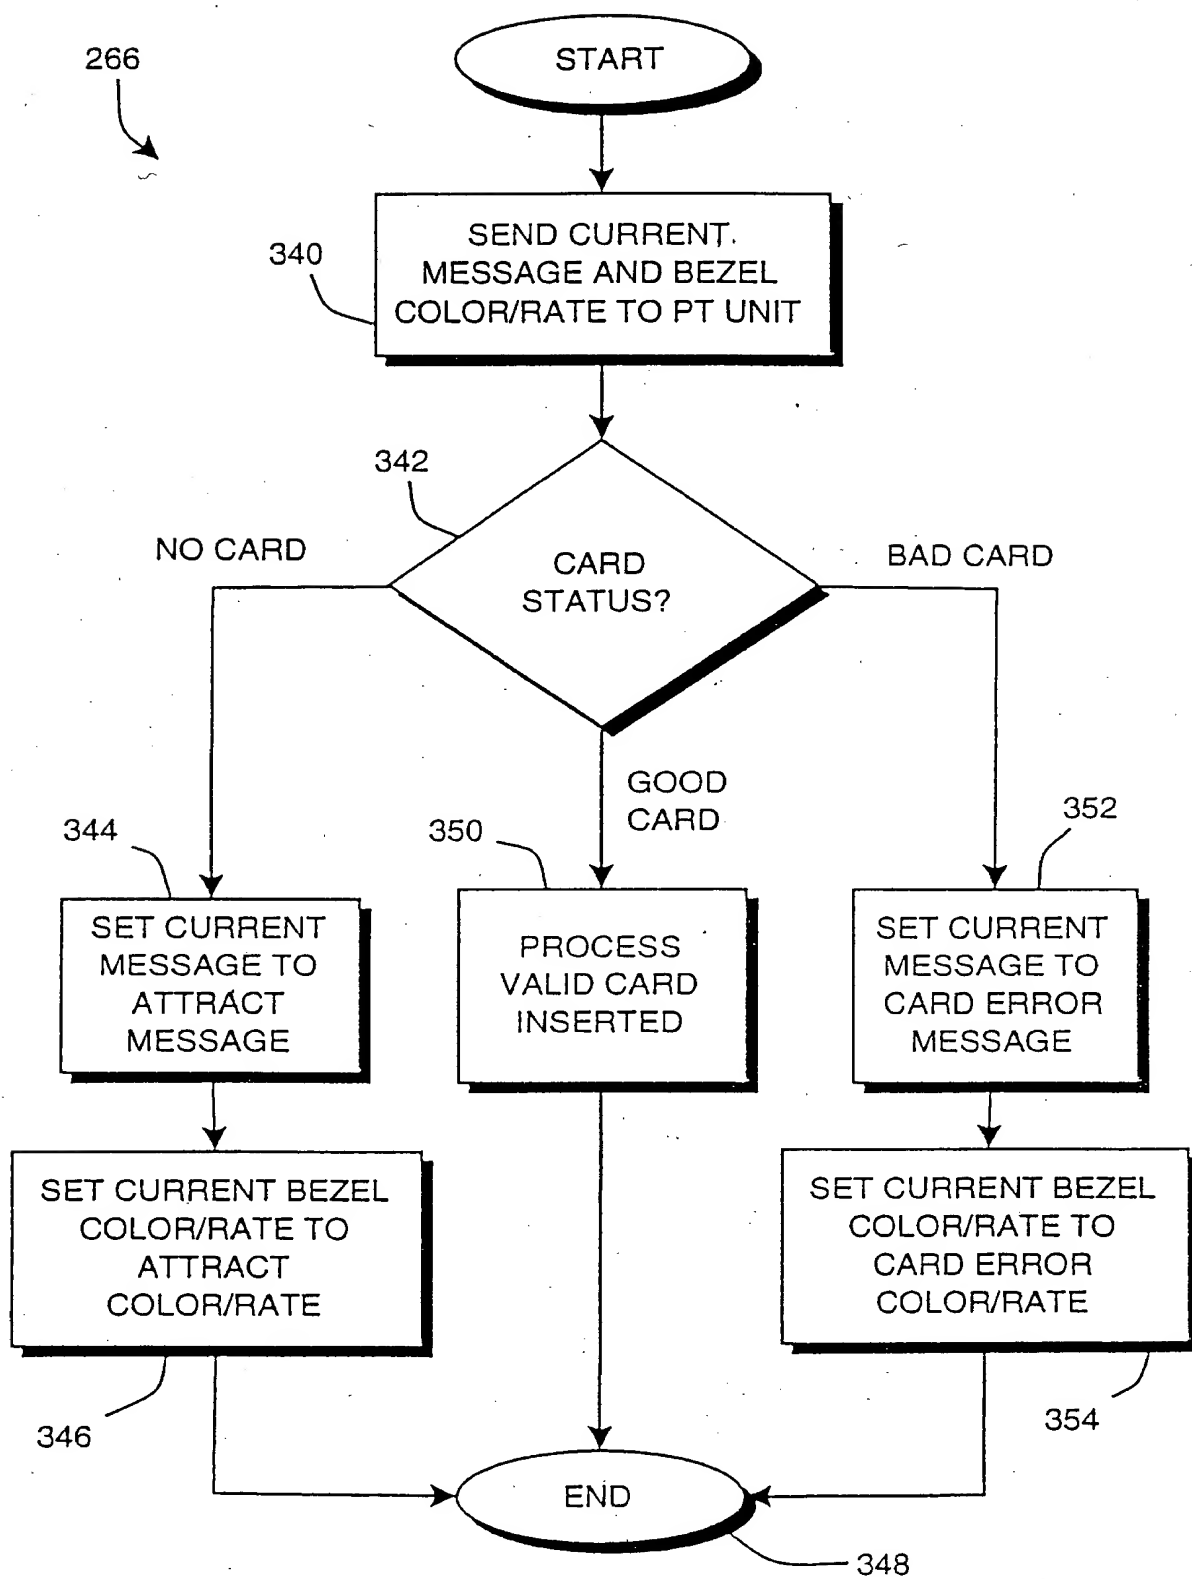 266
START
340
SEND CURRENT
MESSAGE AND BEZEL
COLOR/RATE TO PT UNIT
342
NO CARD
CARD
STATUS?
BAD CARD
GOOD
CARD
344
SET CURRENT
MESSAGE TO
ATTRACT
MESSAGE
350
PROCESS
VALID CARD
INSERTED
352
SET CURRENT
MESSAGE TO
CARD ERROR
MESSAGE
SET CURRENT BEZEL
COLOR/RATE TO
ATTRACT
COLOR/RATE
346
SET CURRENT BEZEL
COLOR/RATE TO
CARD ERROR
COLOR/RATE
354
END
348